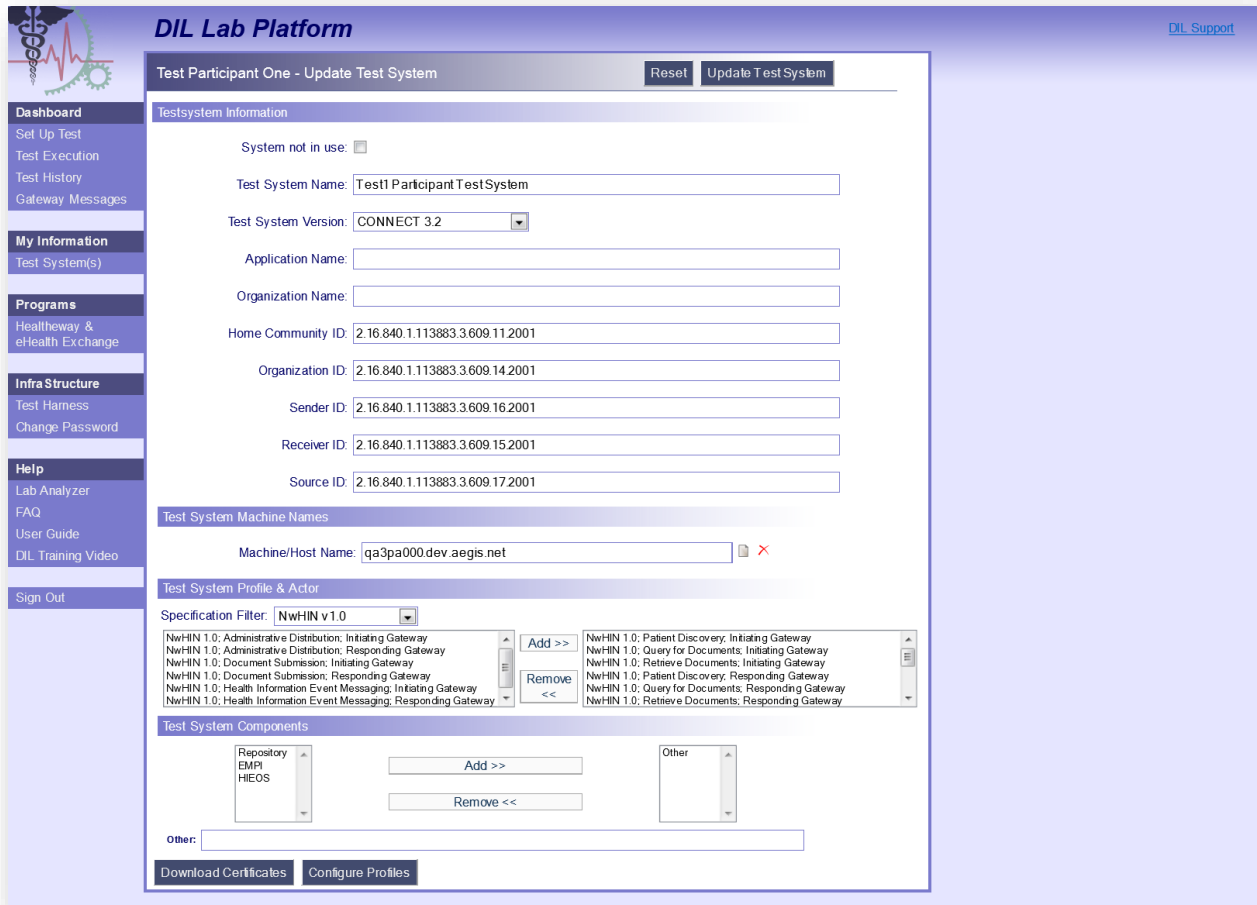 DIL Lab Platform
DIL Support
Test Participant One - Update Test System
Reset
Update Test System
Dashboard
Set Up Test
Test Execution
Test History
Gateway Messages
My Information
Test System(s)
Programs
Healtheway &
eHealth Exchange
InfraStructure
Test Harness
Change Password
Help
Lab Analyzer
FAQ
User Guide
DIL Training Video
Sign Out
Testsystem Information
System not in use:
Test System Name: Test1 Participant Test System
Test System Version: CONNECT 3.2
Application Name:
Organization Name:
Home Community ID: 2.16.840.1.113883.3.609.11.2001
Organization ID: 2.16.840.1.113883.3.609.14.2001
Sender ID: 2.16.840.1.113883.3.609.16.2001
Receiver ID: 2.16.840.1.113883.3.609.15.2001
Source ID: 2.16.840.1.113883.3.609.17.2001
Test System Machine Names
Machine/Host Name: qa3pa000.dev.aegis.net
Test System Profile & Actor
Specification Filter: NwHIN v1.0
NwHIN 1.0; Administrative Distribution; Initiating Gateway
NwHIN 1.0; Administrative Distribution; Responding Gateway
NwHIN 1.0; Document Submission; Initiating Gateway
NwHIN 1.0; Document Submission; Responding Gateway
NwHIN 1.0; Health Information Event Messaging; Initiating Gateway
NwHIN 1.0; Health Information Event Messaging; Responding Gateway
Add >>
Remove
<<
NwHIN 1.0; Patient Discovery; Initiating Gateway
NwHIN 1.0; Query for Documents; Initiating Gateway
NwHIN 1.0; Retrieve Documents; Initiating Gateway
NwHIN 1.0; Patient Discovery; Responding Gateway
NwHIN 1.0; Query for Documents; Responding Gateway
NwHIN 1.0; Retrieve Documents; Responding Gateway
Test System Components
Repository
EMPI
HIEOS
Add >>
Remove <<
Other
Other:
Download Certificates
Configure Profiles